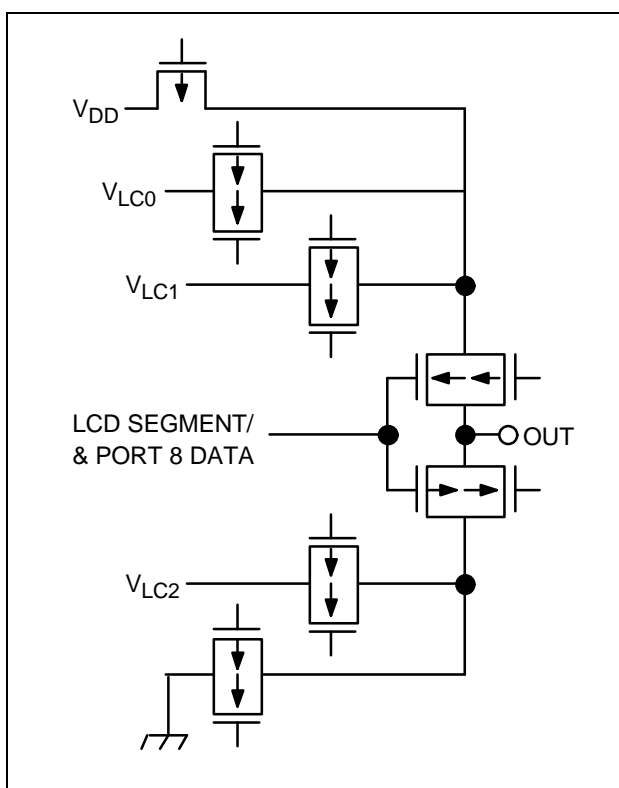 VDD
VLC0
VLC1
LCD SEGMENT/
& PORT 8 DATA
OUT
VLC2